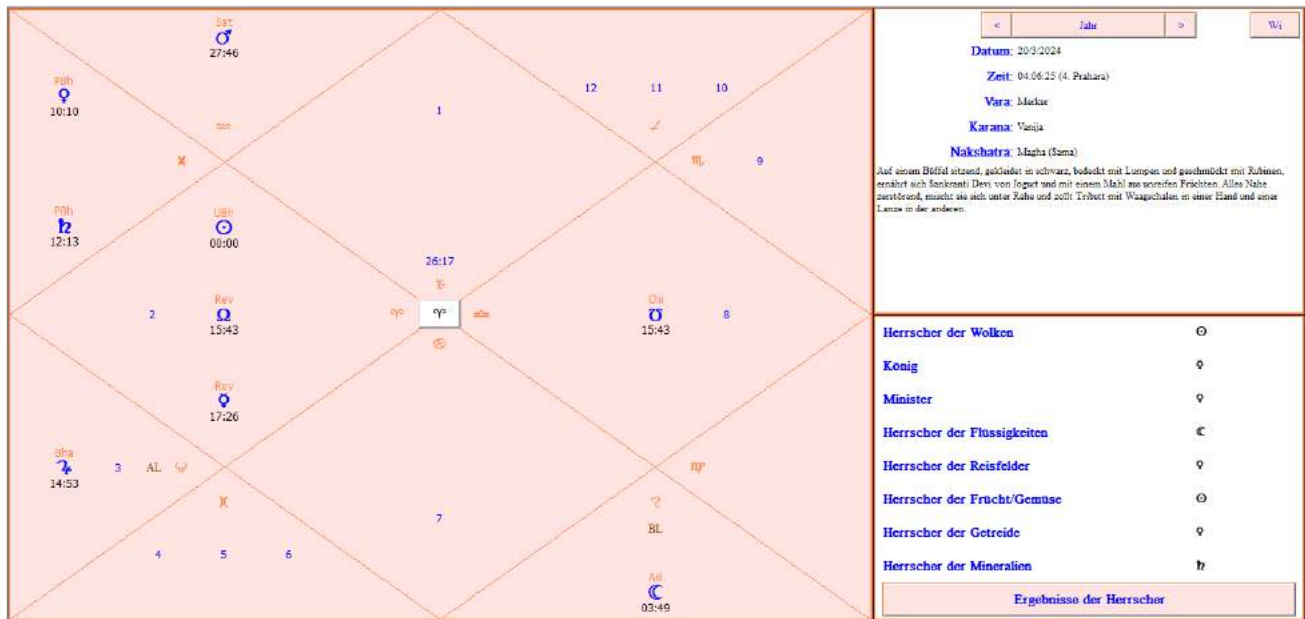 Sat
27:46
PBh
10:10
12 11 10
1
9
PBh
12:13
UBh
08:00
26:17
2
Rev
15:43
Chi
15:43
8
Rev
17:26
Bha
14:53
3 AL
7
BL
4 5 6
Asl
03:49
< Jahr > Wi
Datum: 20/3/2024
Zeit: 04:06:25 (4. Prahara)
Vara: Merkur
Karana: Vanija
Nakshatra: Magha (Sama)
Auf einem Büffel sitzend, gekleidet in schwarz, bedeckt mit Lumpen und geschmückt mit Rubinen,
ernährt sich Sankranti Devi von Jogurt und mit einem Mahl aus unreifen Früchten. Alles Nahe
zerstörend, mischt sie sich unter Rehe und zollt Tributt mit Waagschalen in einer Hand und einer
Lanze in der anderen.
Herrscher der Wolken ☉
König ☿
Minister ♀
Herrscher der Flüssigkeiten ☾
Herrscher der Reisfelder ♀
Herrscher der Frücht/Gemüse ☉
Herrscher der Getreide ♀
Herrscher der Mineralien ♄
Ergebnisse der Herrscher